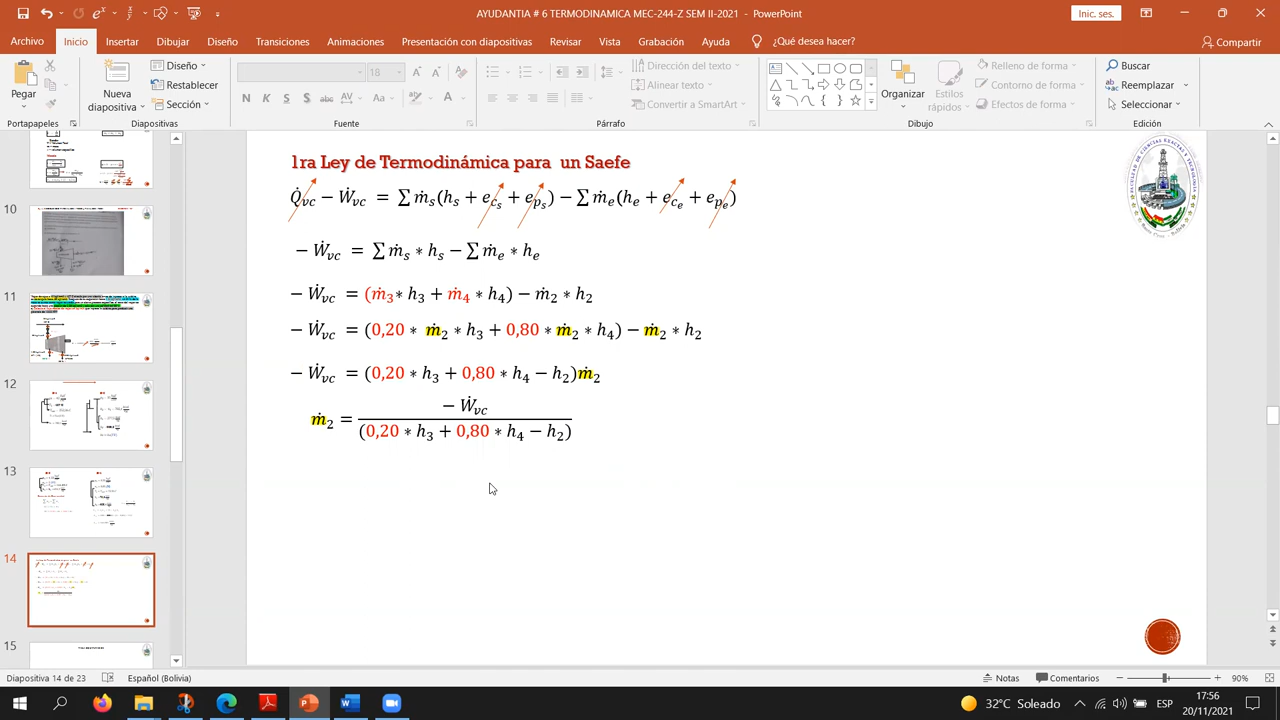 AYUDANTIA # 6 TERMODINAMICA MEC-244-Z SEM II-2021 - PowerPoint
Inic. ses.
Archivo Inicio Insertar Dibujar Diseño Transiciones Animaciones Presentación con diapositivas Revisar Vista Grabación Ayuda ¿Qué desea hacer? Compartir
Pegar
Nueva diapositiva
Diseño
Restablecer
Sección
18
N K S S abc AV Aa A
Dirección del texto
Alinear texto
Convertir a SmartArt
Organizar
Estilos rápidos
Relleno de forma
Contorno de forma
Efectos de forma
Buscar
Reemplazar
Seleccionar
Portapapeles Diapositivas Fuente Párrafo Dibujo Edición
10
11
12
13
14
15
1ra Ley de Termodinámica para un Saefe
Q̇vc − Ẇvc = ∑ ṁs(hs + ecs + eps) − ∑ ṁe(he + ece + epe)
− Ẇvc = ∑ ṁs * hs − ∑ ṁe * he
− Ẇvc = (ṁ3 * h3 + ṁ4 * h4) − ṁ2 * h2
− Ẇvc = (0,20 * ṁ2 * h3 + 0,80 * ṁ2 * h4) − ṁ2 * h2
− Ẇvc = (0,20 * h3 + 0,80 * h4 − h2)ṁ2
− Ẇvc
ṁ2 =
(0,20 * h3 + 0,80 * h4 − h2)
Diapositiva 14 de 23 Español (Bolivia) Notas Comentarios 90%
32°C Soleado ESP
17:56
20/11/2021